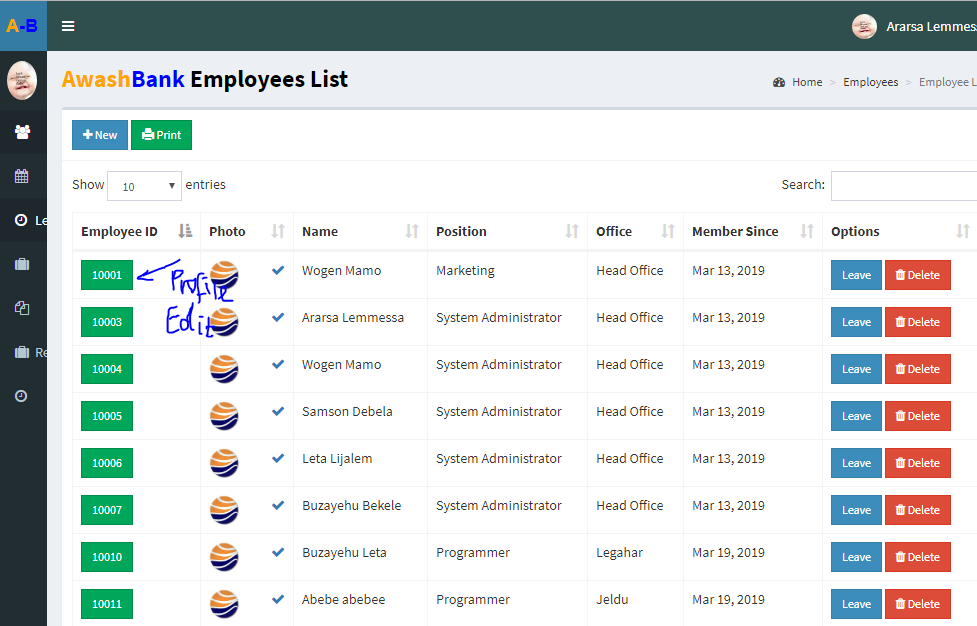 A-B
Ararsa Lemmes
AwashBank Employees List
Home > Employees > Employee L
New Print
Le
Show 10 entries
Search:
Employee ID Photo Name Position Office Member Since Options
10001 Wogen Mamo Marketing Head Office Mar 13, 2019 Leave Delete
Profile
Edit
10003 Ararsa Lemmessa System Administrator Head Office Mar 13, 2019 Leave Delete
Re
10004 Wogen Mamo System Administrator Head Office Mar 13, 2019 Leave Delete
10005 Samson Debela System Administrator Head Office Mar 13, 2019 Leave Delete
10006 Leta Lijalem System Administrator Head Office Mar 13, 2019 Leave Delete
10007 Buzayehu Bekele System Administrator Head Office Mar 13, 2019 Leave Delete
10010 Buzayehu Leta Programmer Legahar Mar 19, 2019 Leave Delete
10011 Abebe abebee Programmer Jeldu Mar 19, 2019 Leave Delete